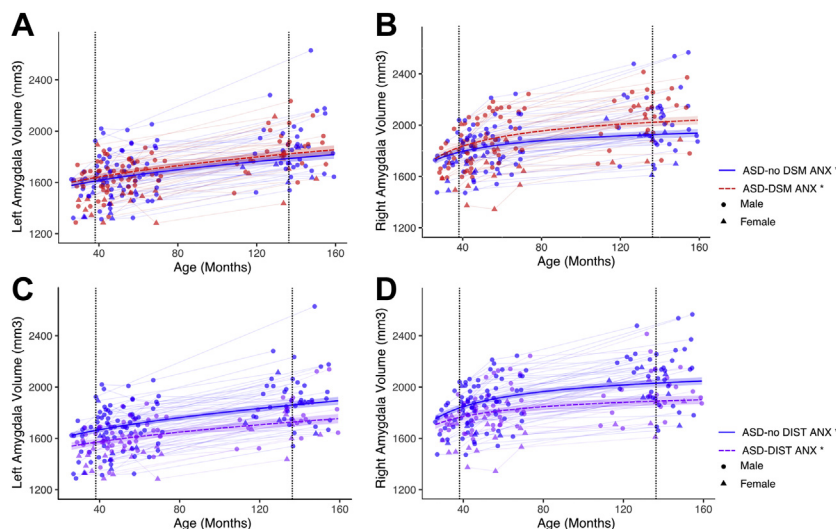 A
B
Left Amygdala Volume (mm3)
2400
2000
1600
1200
40
80
120
160
Age (Months)
Right Amygdala Volume (mm3)
2400
2000
1600
1200
40
80
120
160
Age (Months)
ASD-no DSM ANX *
ASD-DSM ANX *
Male
Female
C
D
Left Amygdala Volume (mm3)
2400
2000
1600
1200
40
80
120
160
Age (Months)
Right Amygdala Volume (mm3)
2400
2000
1600
1200
40
80
120
160
Age (Months)
ASD-no DIST ANX *
ASD-DIST ANX *
Male
Female